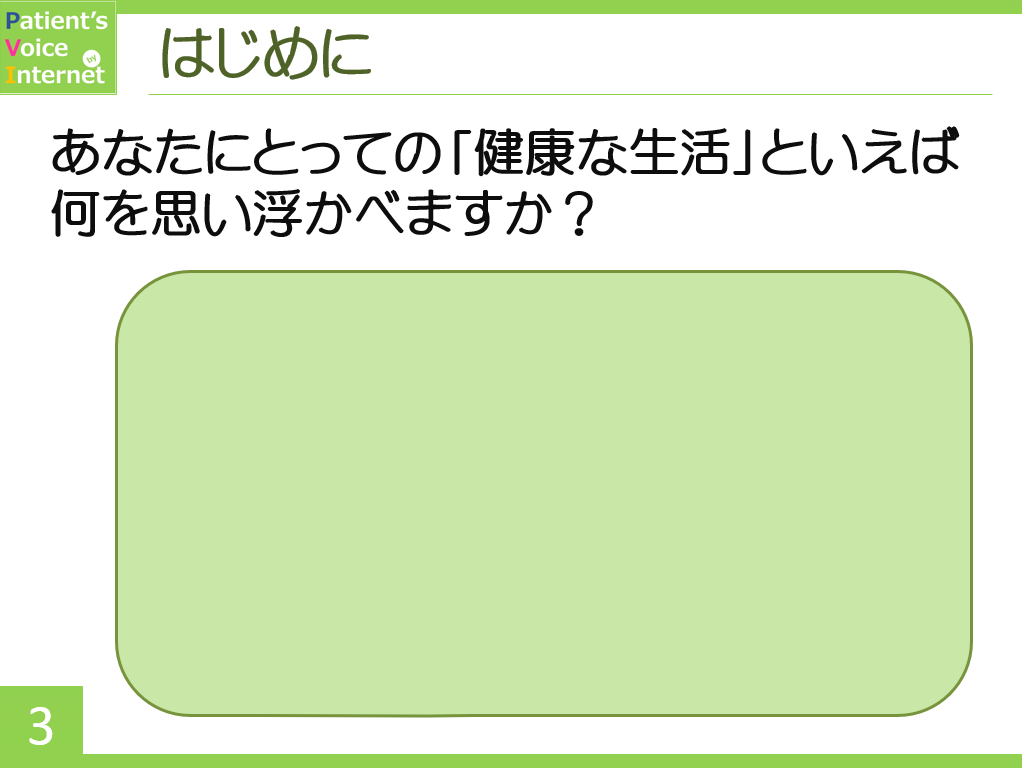 Patient's
Voice
by
Internet
はじめに
あなたにとっての「健康な生活」といえば
何を思い浮かべますか？
3